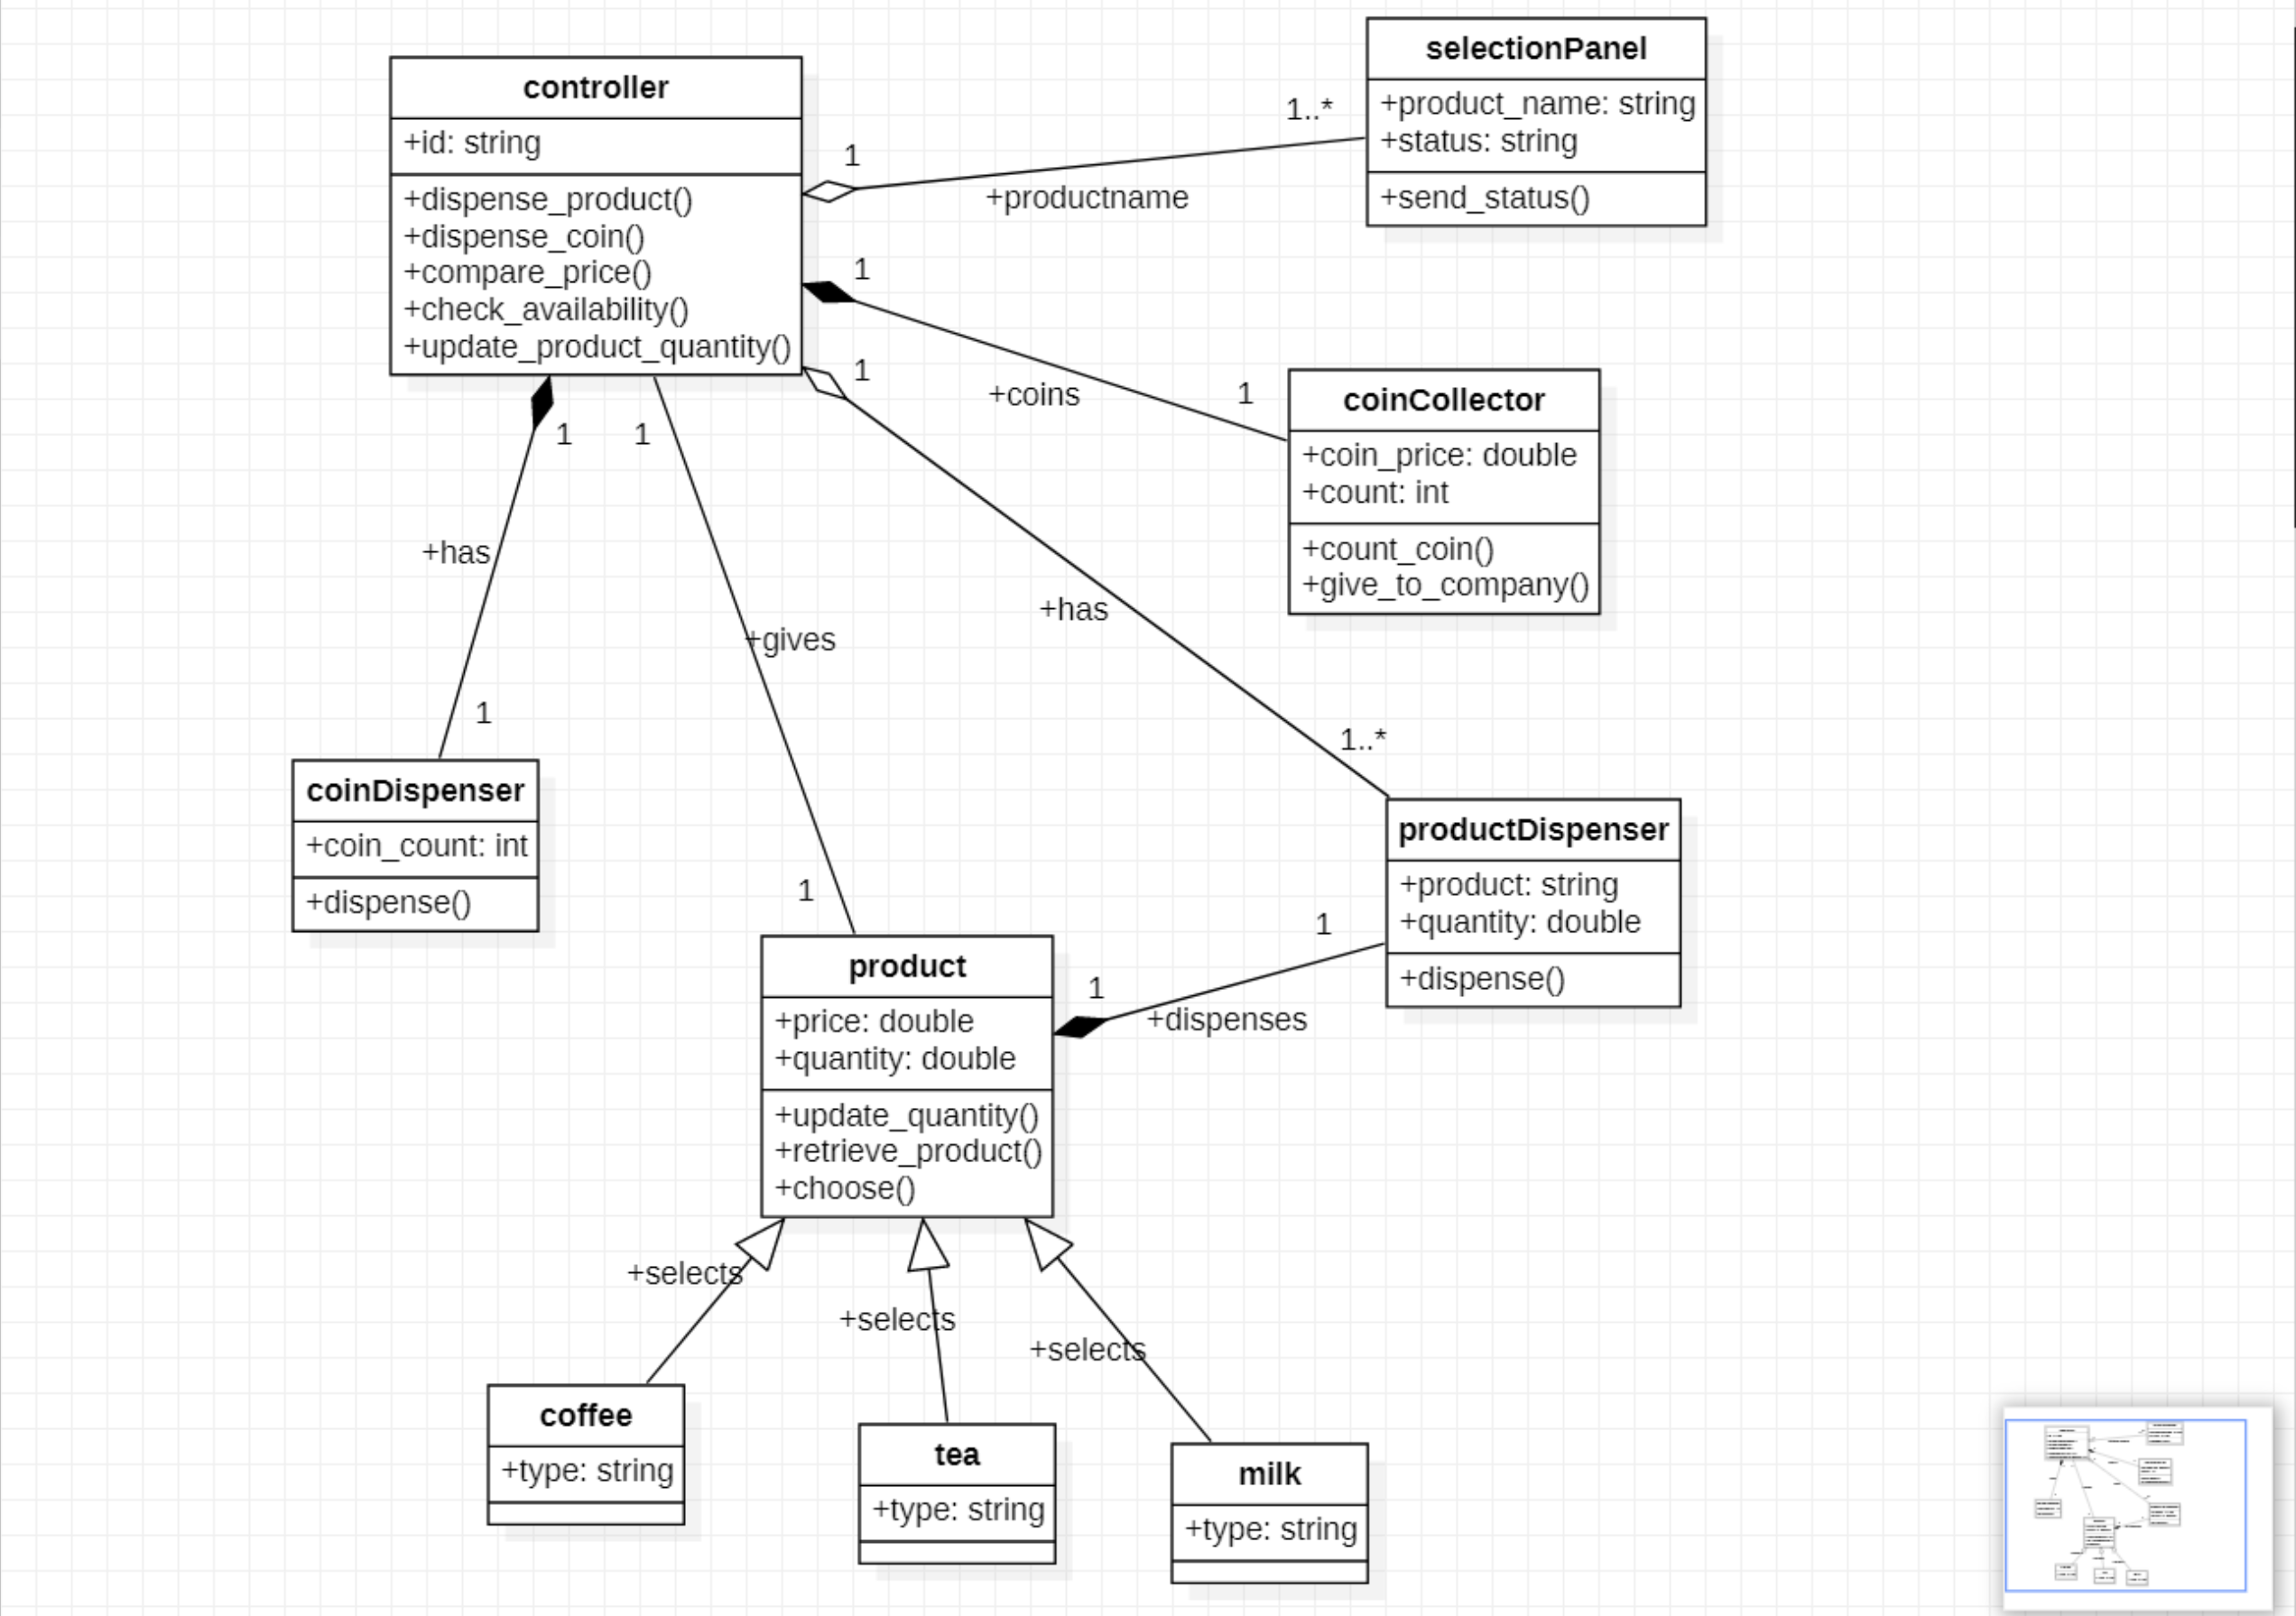 controller
+id: string
+dispense_product()
+dispense_coin()
+compare_price()
+check_availability()
+update_product_quantity()
selectionPanel
+product_name: string
+status: string
+send_status()
1
1..*
+productname
1
+coins
1
coinCollector
+coin_price: double
+count: int
+count_coin()
+give_to_company()
1
+has
1..*
1
+has
1
1
+gives
1
coinDispenser
+coin_count: int
+dispense()
productDispenser
+product: string
+quantity: double
+dispense()
1
+dispenses
1
product
+price: double
+quantity: double
+update_quantity()
+retrieve_product()
+choose()
+selects
+selects
+selects
coffee
+type: string
tea
+type: string
milk
+type: string